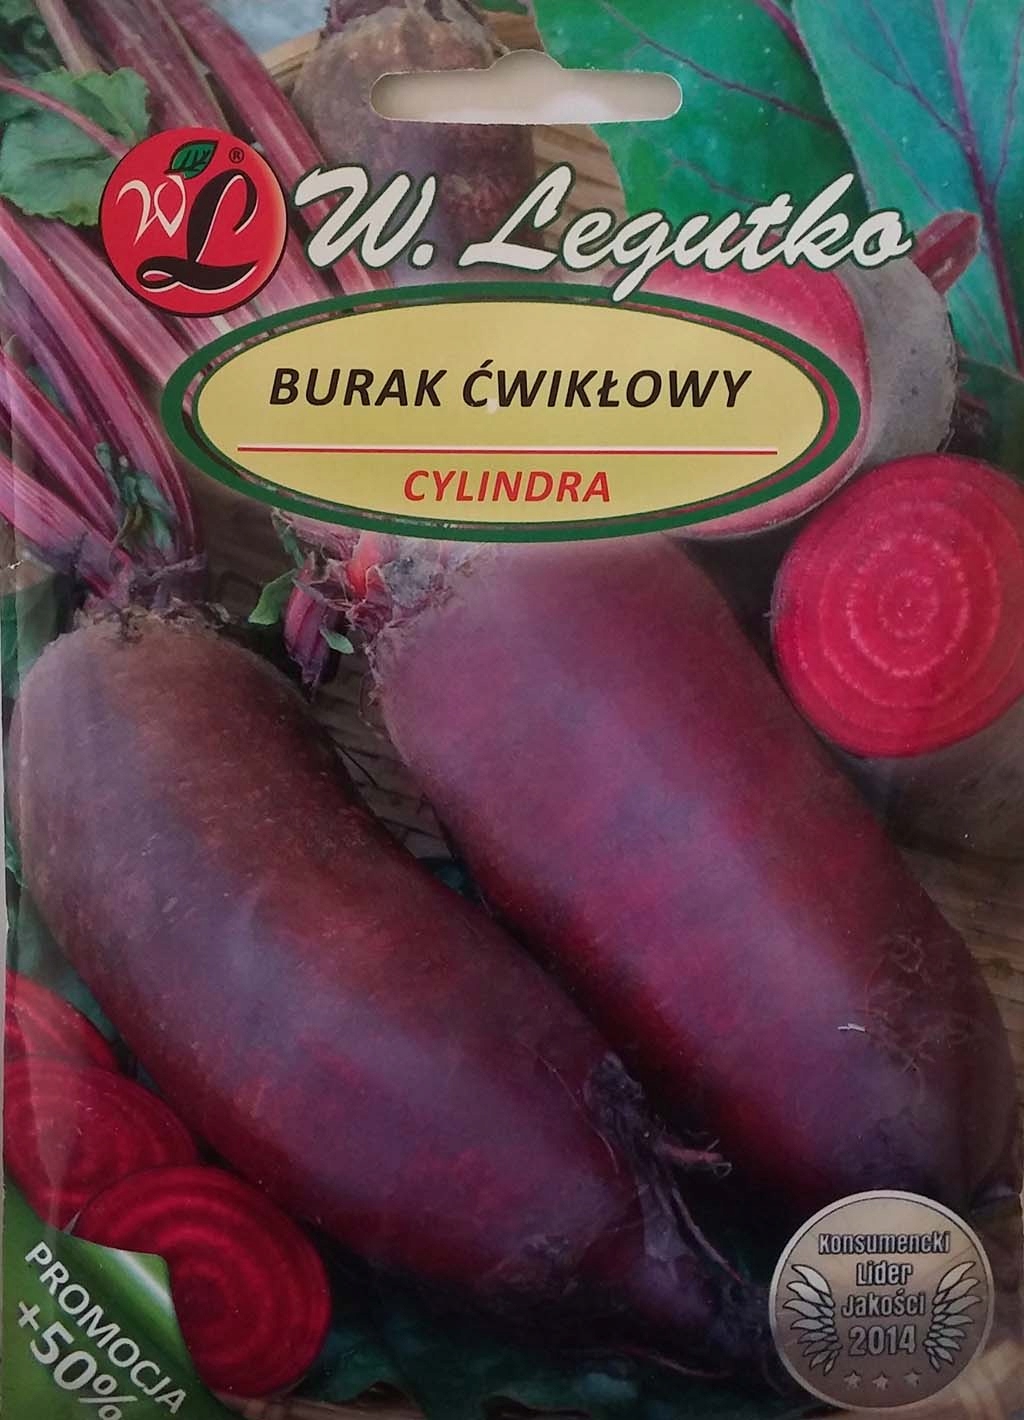 WL®
W. Legutko
BURAK ĆWIKŁOWY
CYLINDRA
PROMOCJA
+50%
Konsumencki
Lider
Jakości
2014